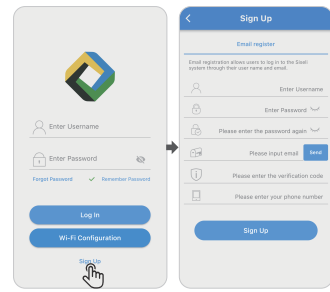 Enter Username
Enter Password
Forgot Password
Remember Password
Log In
Wi-Fi Configuration
Sign Up
Sign Up
Email register
Email registration allows users to log in to the
system through their user name and email.
Enter Username
Enter Password
Please enter the password again
Please input email
Send
Please enter the verification code
Please enter your phone number
Sign Up